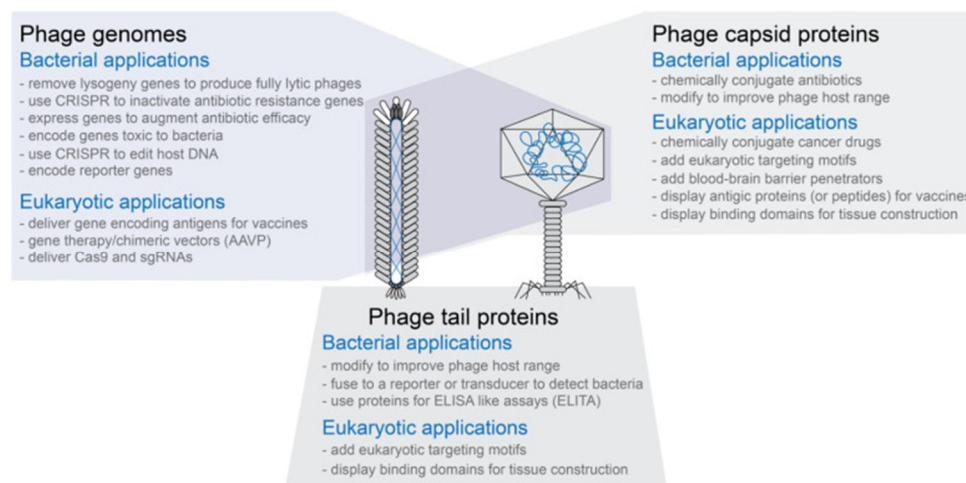 Phage genomes
Bacterial applications
- remove lysogeny genes to produce fully lytic phages
- use CRISPR to inactivate antibiotic resistance genes
- express genes to augment antibiotic efficacy
- encode genes toxic to bacteria
- use CRISPR to edit host DNA
- encode reporter genes
Eukaryotic applications
- deliver gene encoding antigens for vaccines
- gene therapy/chimeric vectors (AAVP)
- deliver Cas9 and sgRNAs
Phage capsid proteins
Bacterial applications
- chemically conjugate antibiotics
- modify to improve phage host range
Eukaryotic applications
- chemically conjugate cancer drugs
- add eukaryotic targeting motifs
- add blood-brain barrier penetrators
- display antigic proteins (or peptides) for vaccines
- display binding domains for tissue construction
Phage tail proteins
Bacterial applications
- modify to improve phage host range
- fuse to a reporter or transducer to detect bacteria
- use proteins for ELISA like assays (ELITA)
Eukaryotic applications
- add eukaryotic targeting motifs
- display binding domains for tissue construction